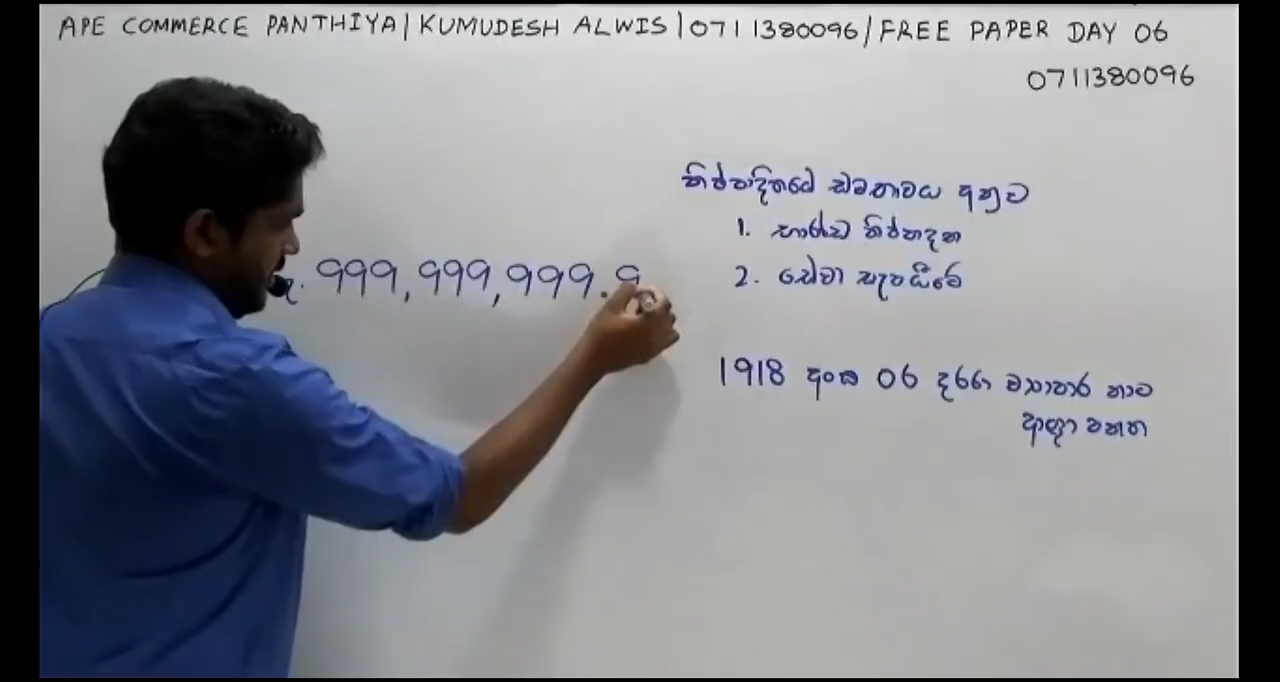 APE COMMERCE PANTHIYA/KUMUDESH ALWIS/0711380096/FREE PAPER DAY 06
0711380096
නිෂ්පාදිතයේ ස්වභාවය අනුව
1. භාණ්ඩ නිෂ්පාදන
2. සේවා සැපයීම
රු. 999,999,999.9
1918 අංක 06 දරණ ව්‍යාපාර නාම
ආඥා පනත